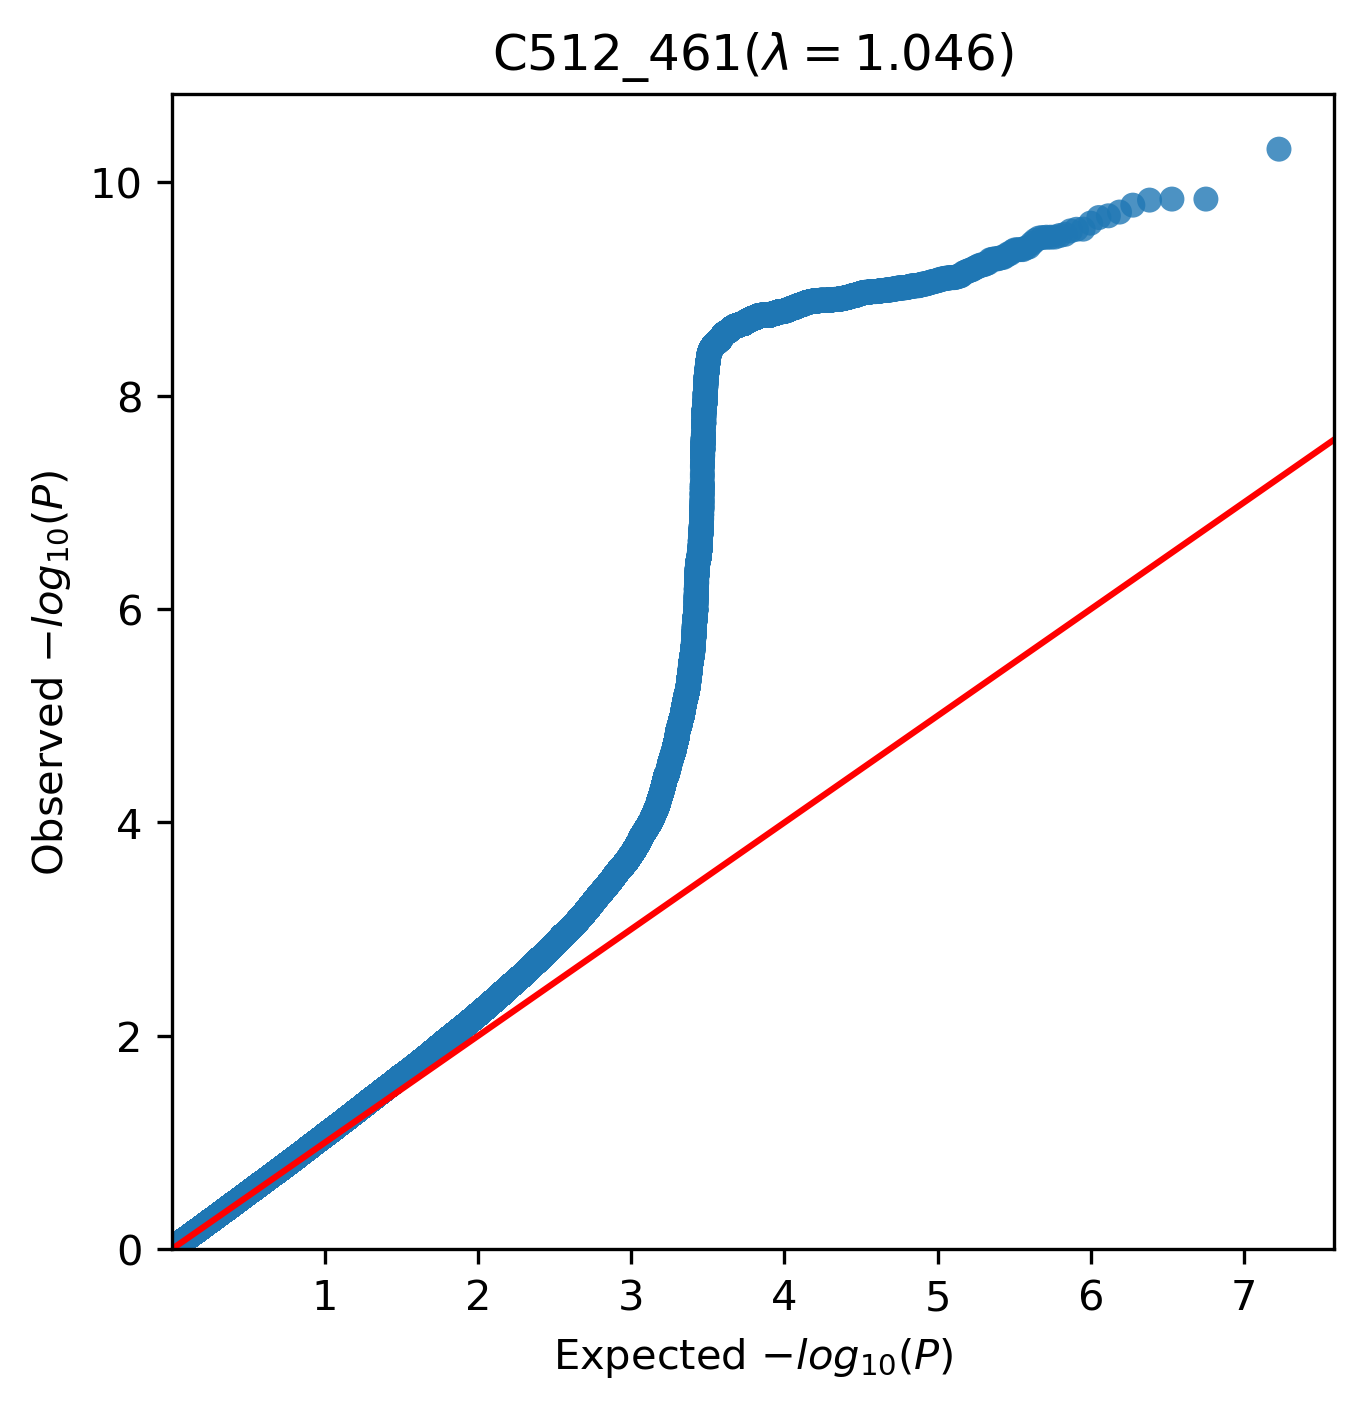 C512_461(λ = 1.046)
10
8
6
4
2
0
Observed −log₁₀(P)
1 2 3 4 5 6 7
Expected −log₁₀(P)